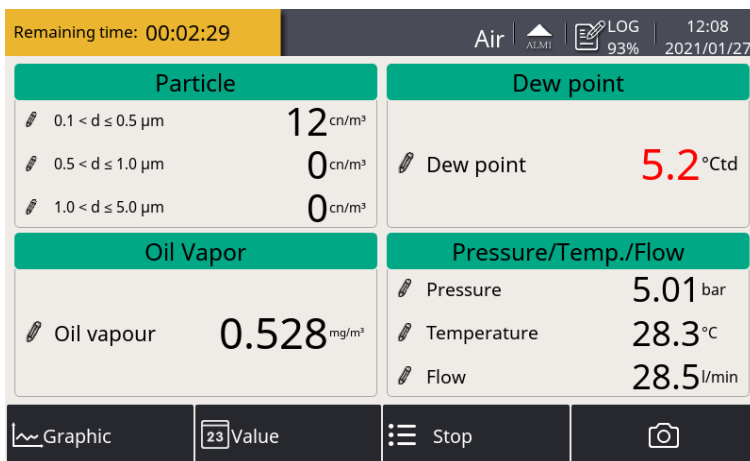 Remaining time: 00:02:29
Air
ALMI
LOG
93%
12:08
2021/01/27
Particle
0.1 < d ≤ 0.5 µm 12 cn/m³
0.5 < d ≤ 1.0 µm 0 cn/m³
1.0 < d ≤ 5.0 µm 0 cn/m³
Dew point
Dew point 5.2 °Ctd
Oil Vapor
Oil vapour 0.528 mg/m³
Pressure/Temp./Flow
Pressure 5.01 bar
Temperature 28.3 °C
Flow 28.5 l/min
Graphic
23 Value
Stop